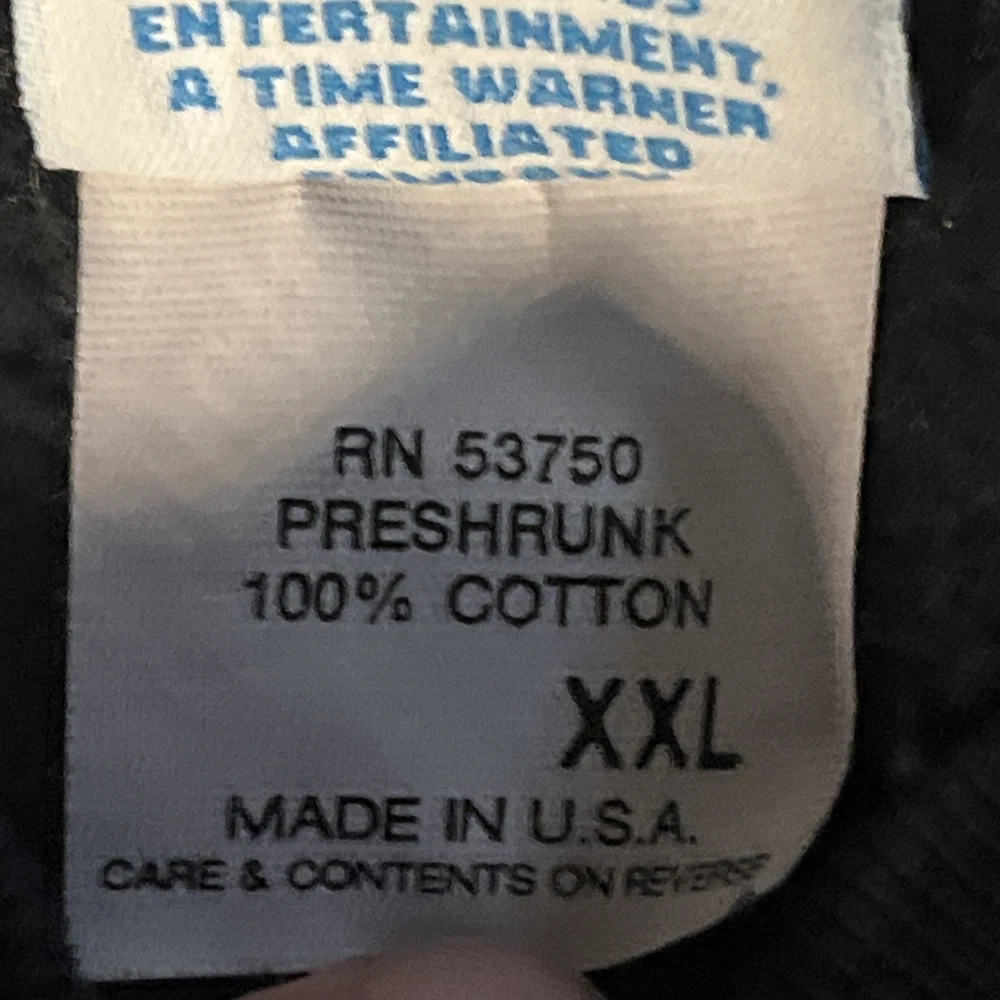 ENTERTAINMENT,
A TIME WARNER
AFFILIATED
RN 53750
PRESHRUNK
100% COTTON
XXL
MADE IN U.S.A.
CARE & CONTENTS ON REVERSE